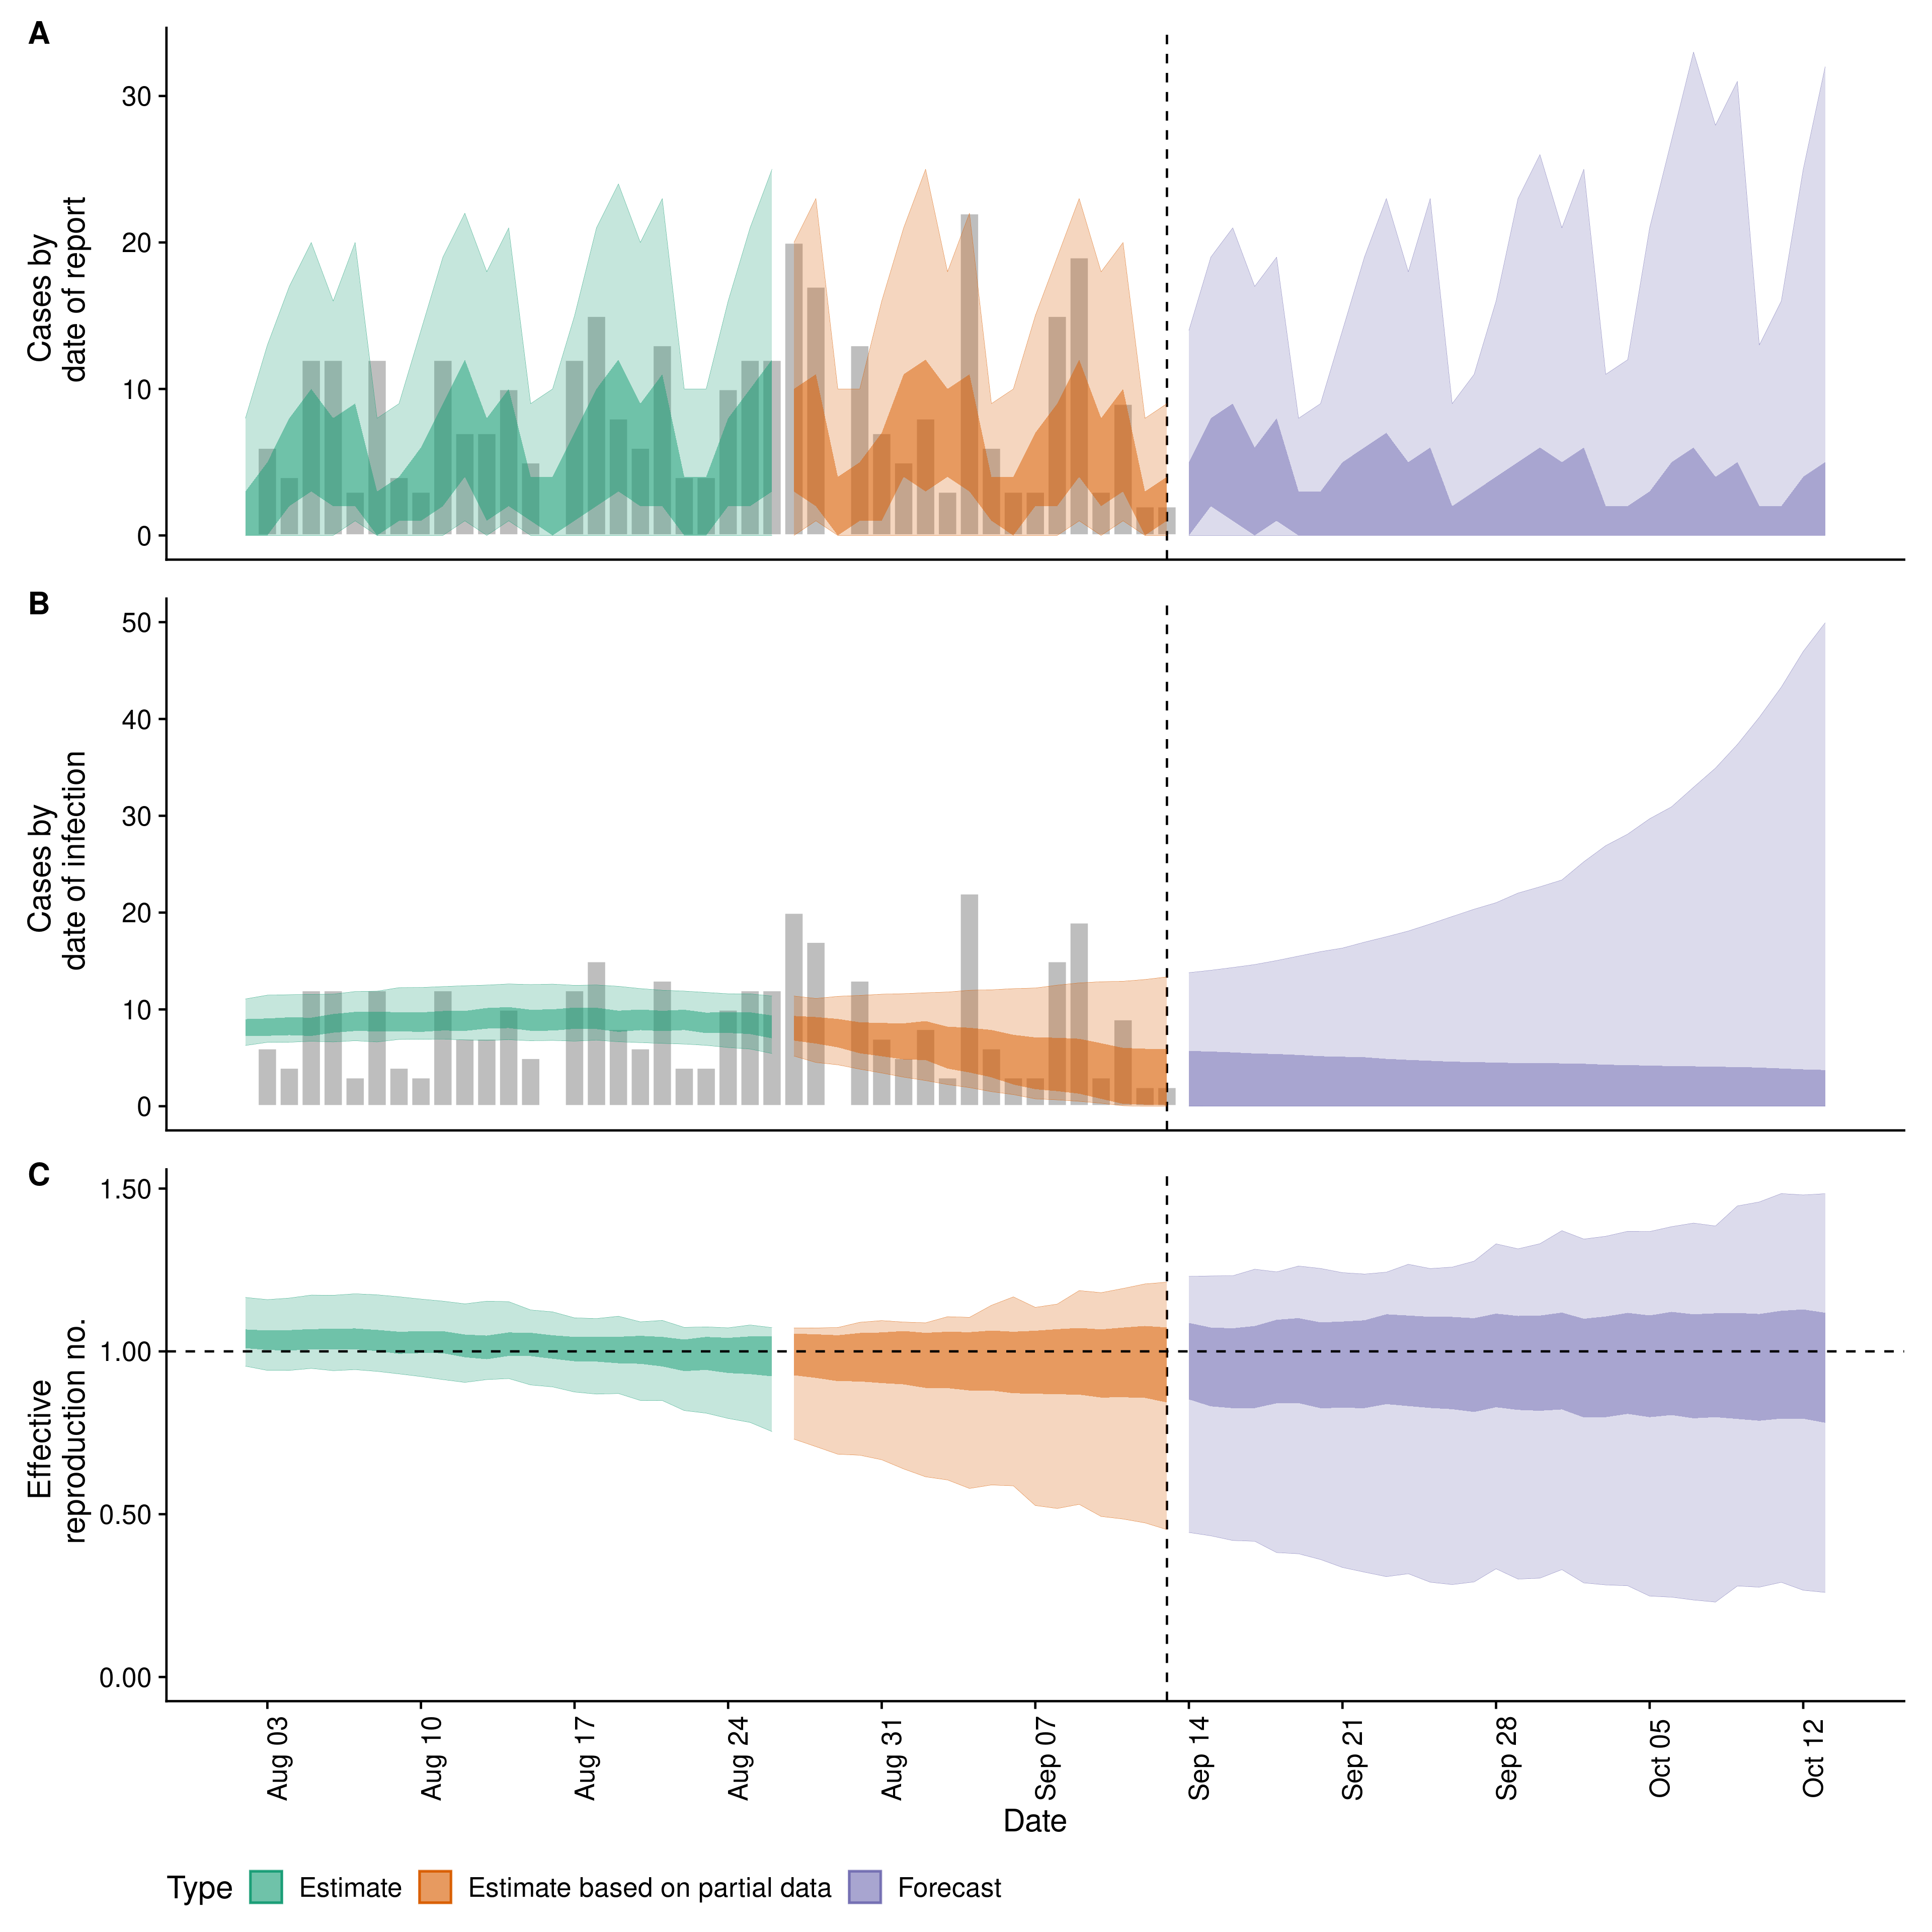 A
Cases by
date of report
30
20
10
0
B
Cases by
date of infection
50
40
30
20
10
0
C
Effective
reproduction no.
1.50
1.00
0.50
0.00
Aug 03
Aug 10
Aug 17
Aug 24
Aug 31
Sep 07
Sep 14
Sep 21
Sep 28
Oct 05
Oct 12
Date
Type Estimate Estimate based on partial data Forecast